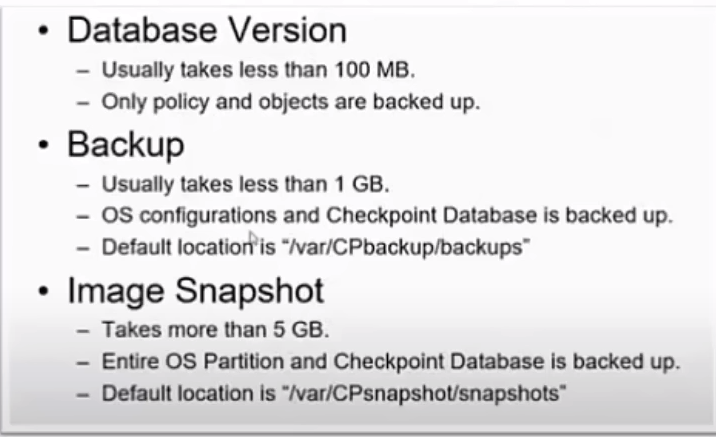 • Database Version
– Usually takes less than 100 MB.
– Only policy and objects are backed up.
• Backup
– Usually takes less than 1 GB.
– OS configurations and Checkpoint Database is backed up.
– Default location is “/var/CPbackup/backups”
• Image Snapshot
– Takes more than 5 GB.
– Entire OS Partition and Checkpoint Database is backed up.
– Default location is “/var/CPsnapshot/snapshots”